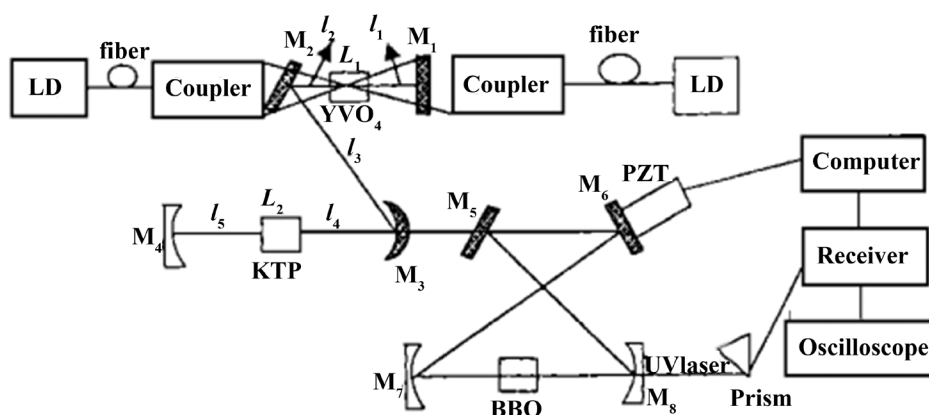 fiber
LD
Coupler
M2
l2
L1
l1
M1
YVO4
Coupler
fiber
LD
l3
M4
l5
L2
l4
KTP
M3
M5
M6
PZT
Computer
Receiver
Oscilloscope
M7
BBO
M8
UVlaser
Prism